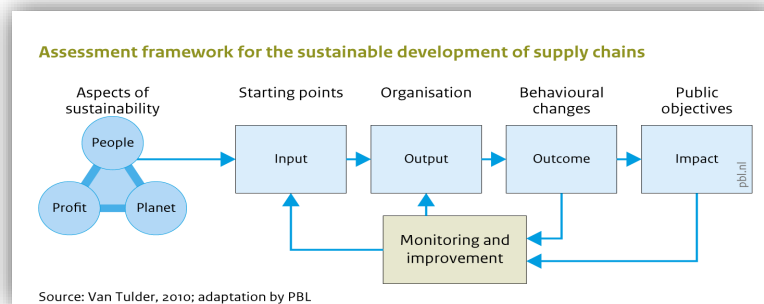 Assessment framework for the sustainable development of supply chains
Aspects of
sustainability
Starting points
Organisation
Behavioural
changes
Public
objectives
People
Profit
Planet
Input
Output
Outcome
Impact
pbl.nl
Monitoring and
improvement
Source: Van Tulder, 2010; adaptation by PBL